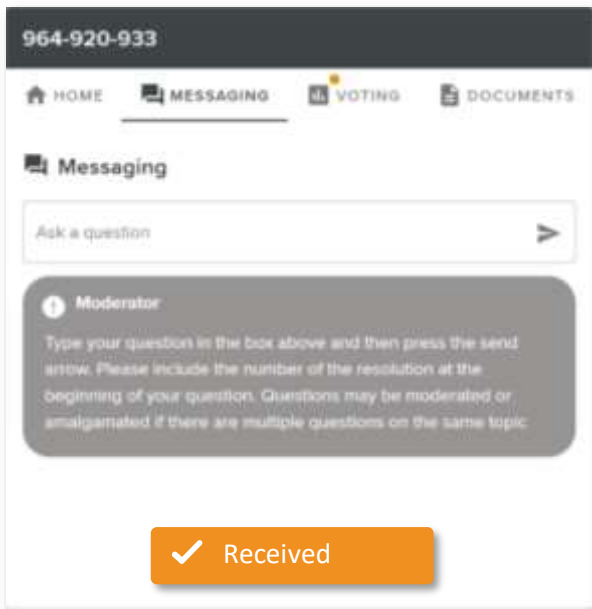 964-920-933
HOME MESSAGING VOTING DOCUMENTS
Messaging
Ask a question
Moderator
Type your question in the box above and then press the send
arrow. Please include the number of the resolution at the
beginning of your question. Questions may be moderated or
amalgamated if there are multiple questions on the same topic
Received